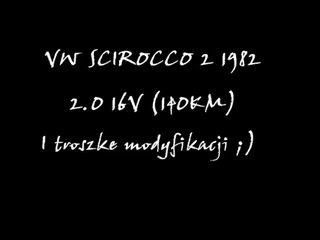 VW SCIROCCO 2 1982
2.0 16V (140KM)
I troszke modyfikacji ;)